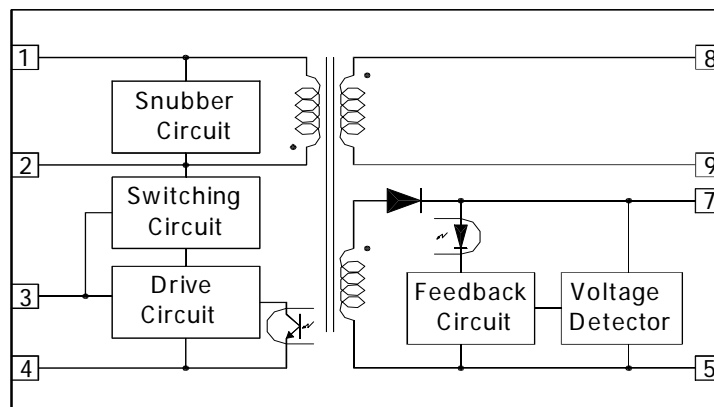 1
8
Snubber
Circuit
2
9
Switching
Circuit
7
3
Drive
Circuit
Feedback
Circuit
Voltage
Detector
4
5